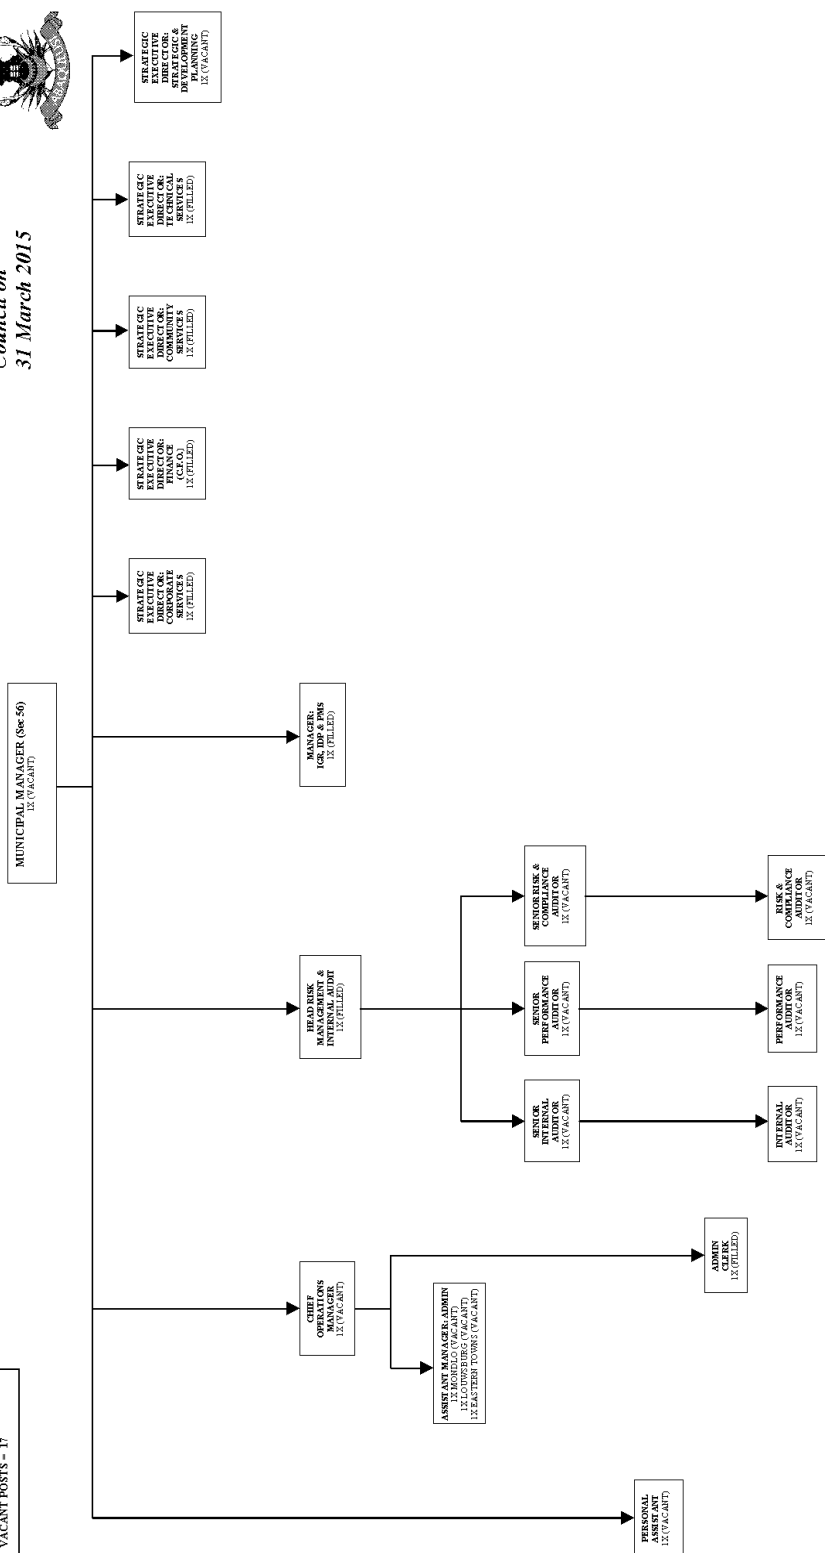 VACANT POSTS = 17
Council on
31 March 2015
ABAQULUSI
MUNICIPAL MANAGER (Sec 56)
1X (VACANT)
PERSONAL
ASSISTANT
1X (VACANT)
CHIEF
OPERATIONS
MANAGER
1X (VACANT)
ASSISTANT MANAGER: ADMIN
1X MONDLO (VACANT)
1X LOUWSBURG (VACANT)
1X EASTERN TOWNS (VACANT)
ADMIN
CLERK
1X (FILLED)
HEAD RISK
MANAGEMENT &
INTERNAL AUDIT
1X (FILLED)
SENIOR
INTERNAL
AUDITOR
1X (VACANT)
SENIOR
PERFORMANCE
AUDITOR
1X (VACANT)
SENIOR RISK &
COMPLIANCE
AUDITOR
1X (VACANT)
INTERNAL
AUDITOR
1X (VACANT)
PERFORMANCE
AUDITOR
1X (VACANT)
RISK &
COMPLIANCE
AUDITOR
1X (VACANT)
MANAGER:
IGR, IDP & PMS
1X (FILLED)
STRATEGIC
EXECUTIVE
DIRECTOR:
CORPORATE
SERVICES
1X (FILLED)
STRATEGIC
EXECUTIVE
DIRECTOR:
FINANCE
(C.F.O.)
1X (FILLED)
STRATEGIC
EXECUTIVE
DIRECTOR:
COMMUNITY
SERVICES
1X (FILLED)
STRATEGIC
EXECUTIVE
DIRECTOR:
TECHNICAL
SERVICES
1X (FILLED)
STRATEGIC
EXECUTIVE
DIRECTOR:
STRATEGIC &
DEVELOPMENT
PLANNING
1X (VACANT)